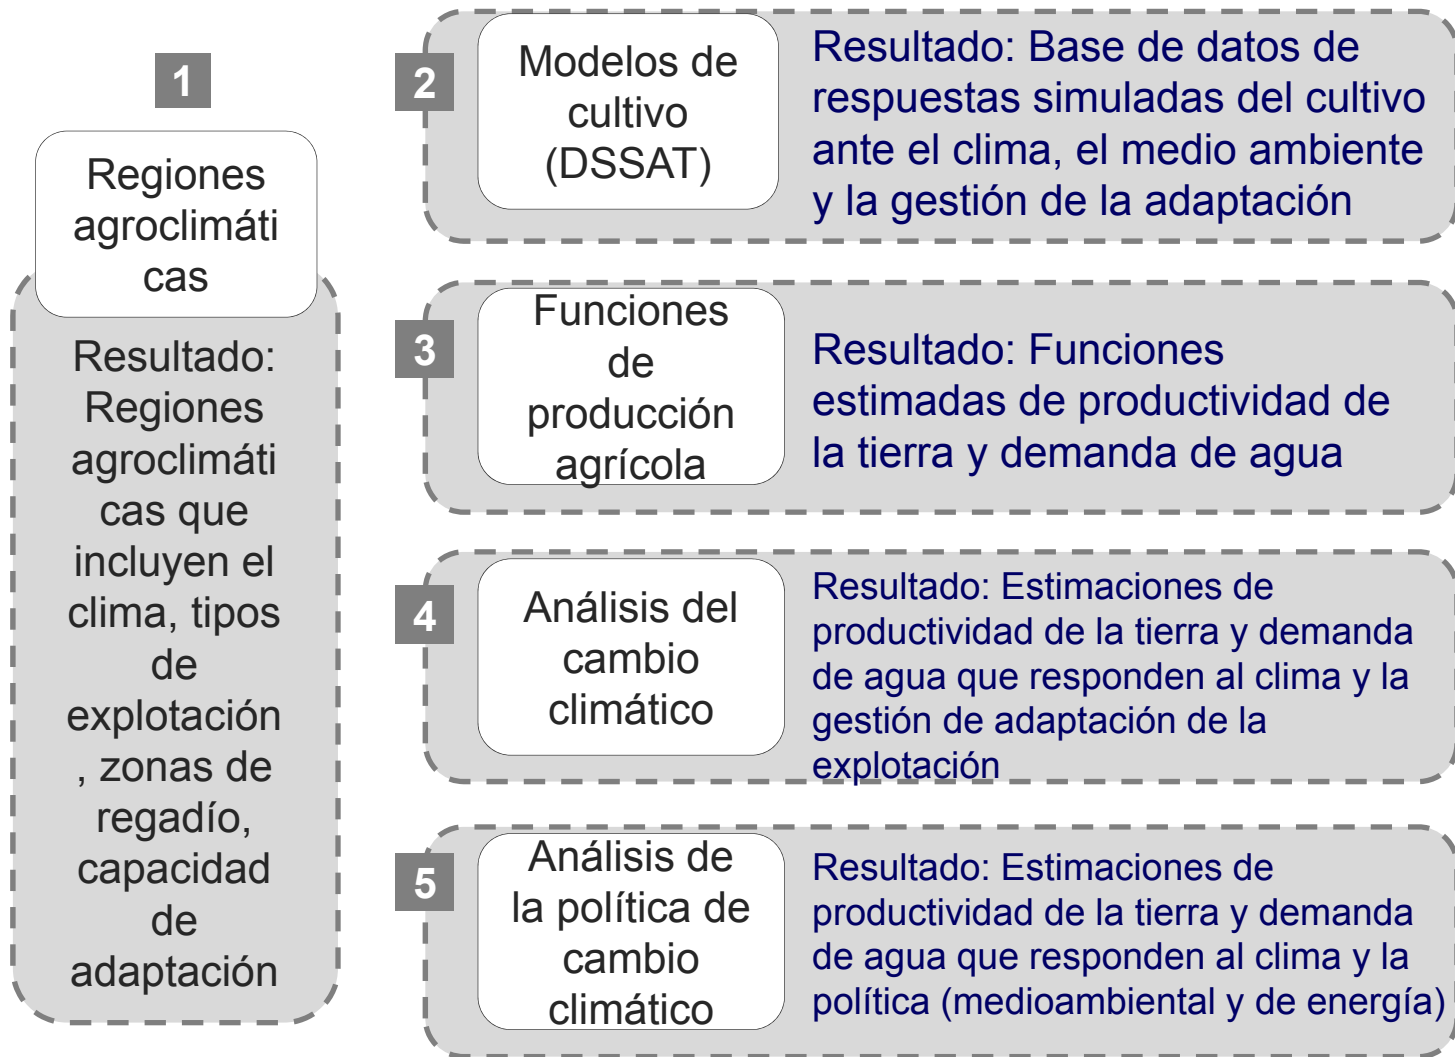 1
Regiones
agroclimáti
cas
Resultado:
Regiones
agroclimáti
cas que
incluyen el
clima, tipos
de
explotación
, zonas de
regadío,
capacidad
de
adaptación
2
Modelos de
cultivo
(DSSAT)
Resultado: Base de datos de
respuestas simuladas del cultivo
ante el clima, el medio ambiente
y la gestión de la adaptación
3
Funciones
de
producción
agrícola
Resultado: Funciones
estimadas de productividad de
la tierra y demanda de agua
4
Análisis del
cambio
climático
Resultado: Estimaciones de
productividad de la tierra y demanda
de agua que responden al clima y la
gestión de adaptación de la
explotación
5
Análisis de
la política de
cambio
climático
Resultado: Estimaciones de
productividad de la tierra y demanda
de agua que responden al clima y la
política (medioambiental y de energía)